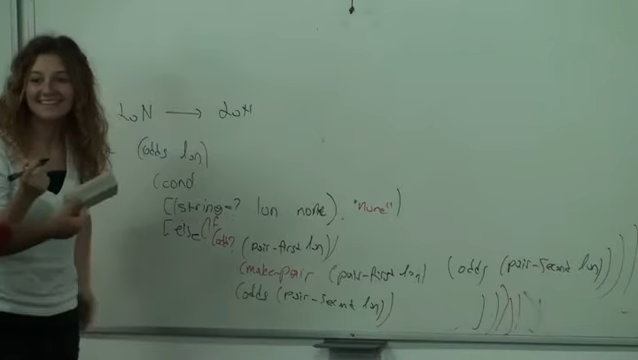 LoN → LoN
(odds lon)
(cond
[(string=? lon none) "none")
[else (if (odd? (pair-first lon))
(make-pair (pair-first lon) (odds (pair-second lon)))))
(odds (pair-second lon))
))))